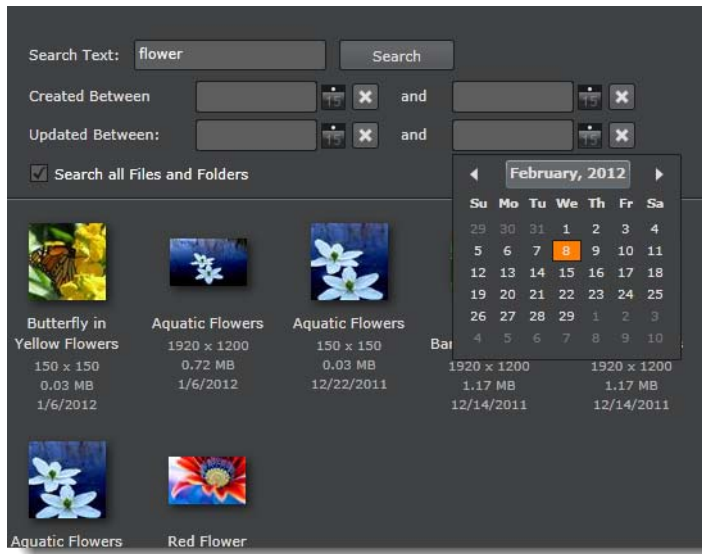 Search Text: flower Search
Created Between and
Updated Between: and
Search all Files and Folders
February, 2012
Su Mo Tu We Th Fr Sa
29 30 31 1 2 3 4
5 6 7 8 9 10 11
12 13 14 15 16 17 18
19 20 21 22 23 24 25
26 27 28 29 1 2 3
4 5 6 7 8 9 10
Butterfly in
Yellow Flowers
150 x 150
0.03 MB
1/6/2012
Aquatic Flowers
1920 x 1200
0.72 MB
1/6/2012
Aquatic Flowers
150 x 150
0.03 MB
12/22/2011
1920 x 1200
1.17 MB
12/14/2011
1920 x 1200
1.17 MB
12/14/2011
Aquatic Flowers
Red Flower